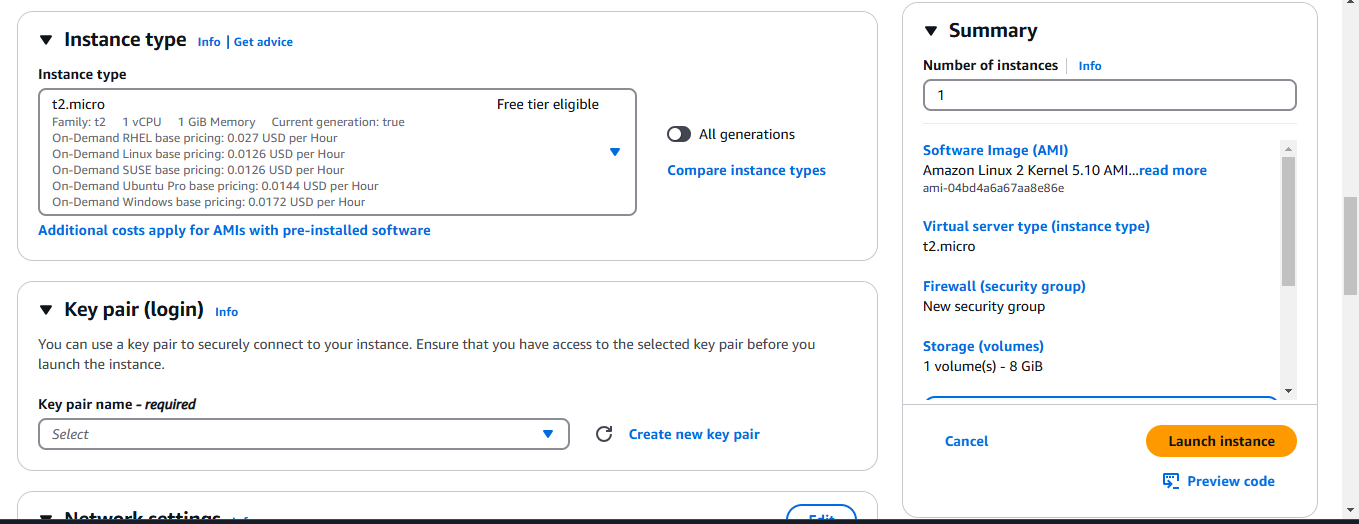 Instance type Info | Get advice
Instance type
t2.micro Free tier eligible
Family: t2 1 vCPU 1 GiB Memory Current generation: true
On-Demand RHEL base pricing: 0.027 USD per Hour
On-Demand Linux base pricing: 0.0126 USD per Hour
On-Demand SUSE base pricing: 0.0126 USD per Hour
On-Demand Ubuntu Pro base pricing: 0.0144 USD per Hour
On-Demand Windows base pricing: 0.0172 USD per Hour
All generations
Compare instance types
Additional costs apply for AMIs with pre-installed software
Key pair (login) Info
You can use a key pair to securely connect to your instance. Ensure that you have access to the selected key pair before you
launch the instance.
Key pair name - required
Select
Create new key pair
Network settings Info
Edit
Summary
Number of instances Info
1
Software Image (AMI)
Amazon Linux 2 Kernel 5.10 AMI...read more
ami-04bd4a6a67aa8e86e
Virtual server type (instance type)
t2.micro
Firewall (security group)
New security group
Storage (volumes)
1 volume(s) - 8 GiB
Cancel
Launch instance
Preview code